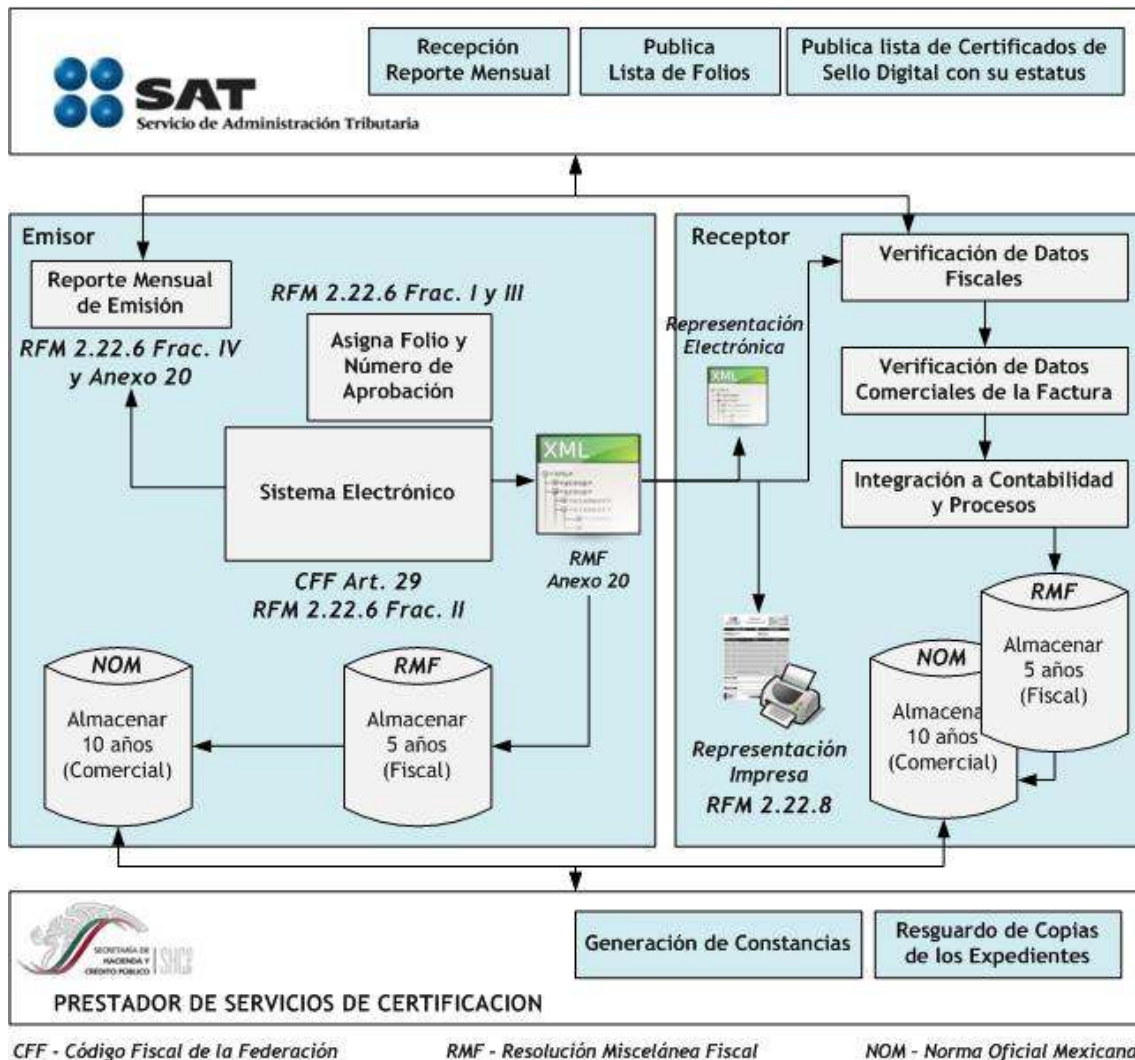 SAT
Servicio de Administración Tributaria
Recepción
Reporte Mensual
Publica
Lista de Folios
Publica lista de Certificados de
Sello Digital con su estatus
Emisor
Reporte Mensual
de Emisión
RFM 2.22.6 Frac. IV
y Anexo 20
RFM 2.22.6 Frac. I y III
Asigna Folio y
Número de
Aprobación
Sistema Electrónico
CFF Art. 29
RFM 2.22.6 Frac. II
XML
RMF
Anexo 20
NOM
Almacenar
10 años
(Comercial)
RMF
Almacenar
5 años
(Fiscal)
Receptor
Representación
Electrónica
XML
Representación
Impresa
RFM 2.22.8
Verificación de Datos
Fiscales
Verificación de Datos
Comerciales de la Factura
Integración a Contabilidad
y Procesos
RMF
Almacenar
5 años
(Fiscal)
NOM
Almacena
10 años
(Comercial)
SECRETARÍA DE
HACIENDA Y
CRÉDITO PÚBLICO
SHCP
PRESTADOR DE SERVICIOS DE CERTIFICACION
Generación de Constancias
Resguardo de Copias
de los Expedientes
CFF - Código Fiscal de la Federación
RMF - Resolución Miscelánea Fiscal
NOM - Norma Oficial Mexicana